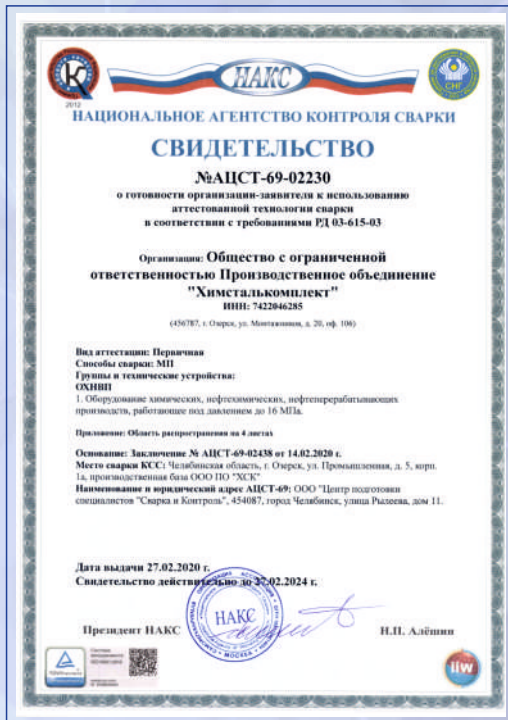 НАКС
2012
СНГ
НАЦИОНАЛЬНОЕ АГЕНТСТВО КОНТРОЛЯ СВАРКИ
СВИДЕТЕЛЬСТВО
№АЦСТ-69-02230
о готовности организации-заявителя к использованию
аттестованной технологии сварки
в соответствии с требованиями РД 03-615-03
Организация: Общество с ограниченной
ответственностью Производственное объединение
"Химсталькомплект"
ИНН: 7422046285
(456787, г. Озерск, ул. Монтажников, д. 20, оф. 106)
Вид аттестации: Первичная
Способы сварки: МП
Группы и технические устройства:
ОХНВП
1. Оборудование химических, нефтехимических, нефтеперерабатывающих
производств, работающее под давлением до 16 МПа.
Приложение: Область распространения на 4 листах
Основание: Заключение № АЦСТ-69-02438 от 14.02.2020 г.
Место сварки КСС: Челябинская область, г. Озерск, ул. Промышленная, д. 5, корп.
1а, производственная база ООО ПО "ХСК"
Наименование и юридический адрес АЦСТ-69: ООО "Центр подготовки
специалистов "Сварка и Контроль", 454087, город Челябинск, улица Рылеева, дом 11.
Дата выдачи 27.02.2020 г.
Свидетельство действительно до 27.02.2024 г.
НАКС
МОСКВА
Президент НАКС
Н.П. Алёшин
iiw